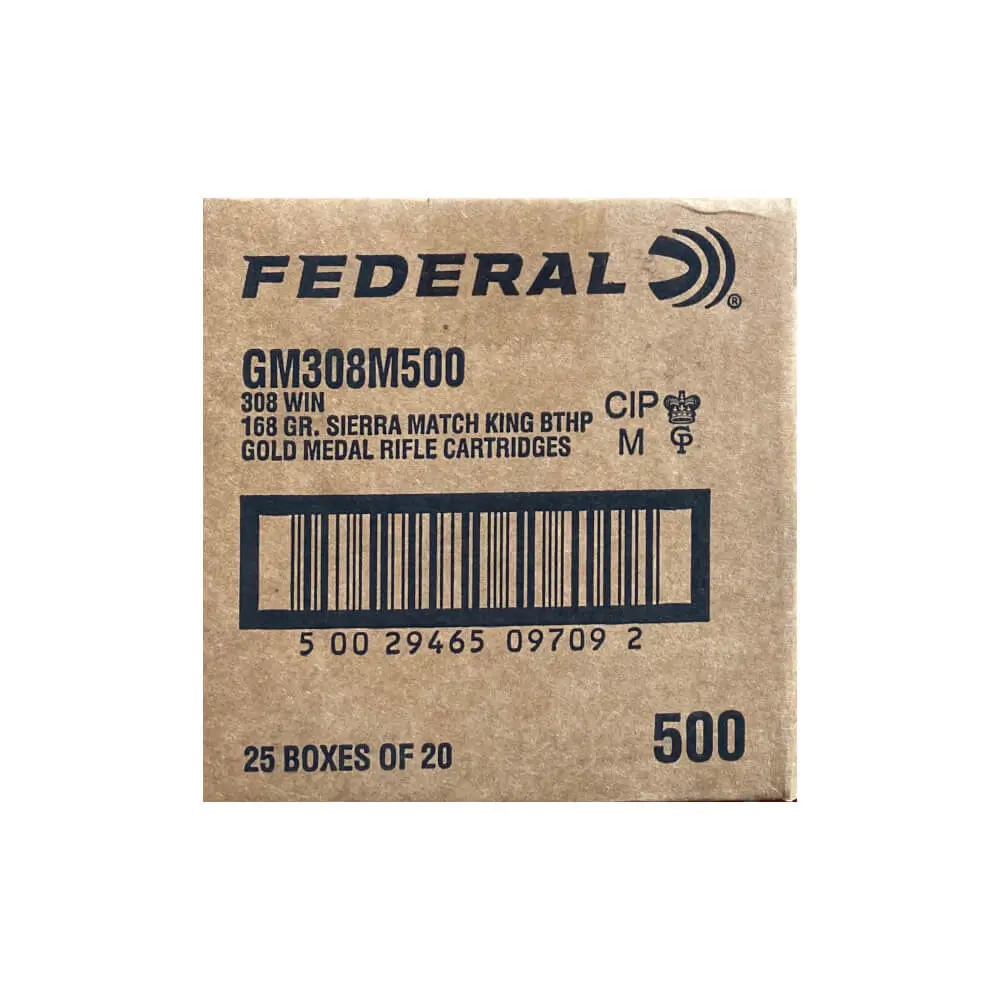 FEDERAL ®
GM308M500
308 WIN
168 GR. SIERRA MATCH KING BTHP
GOLD MEDAL RIFLE CARTRIDGES
CIP
M
GP
5 00 29465 09709 2
25 BOXES OF 20
500